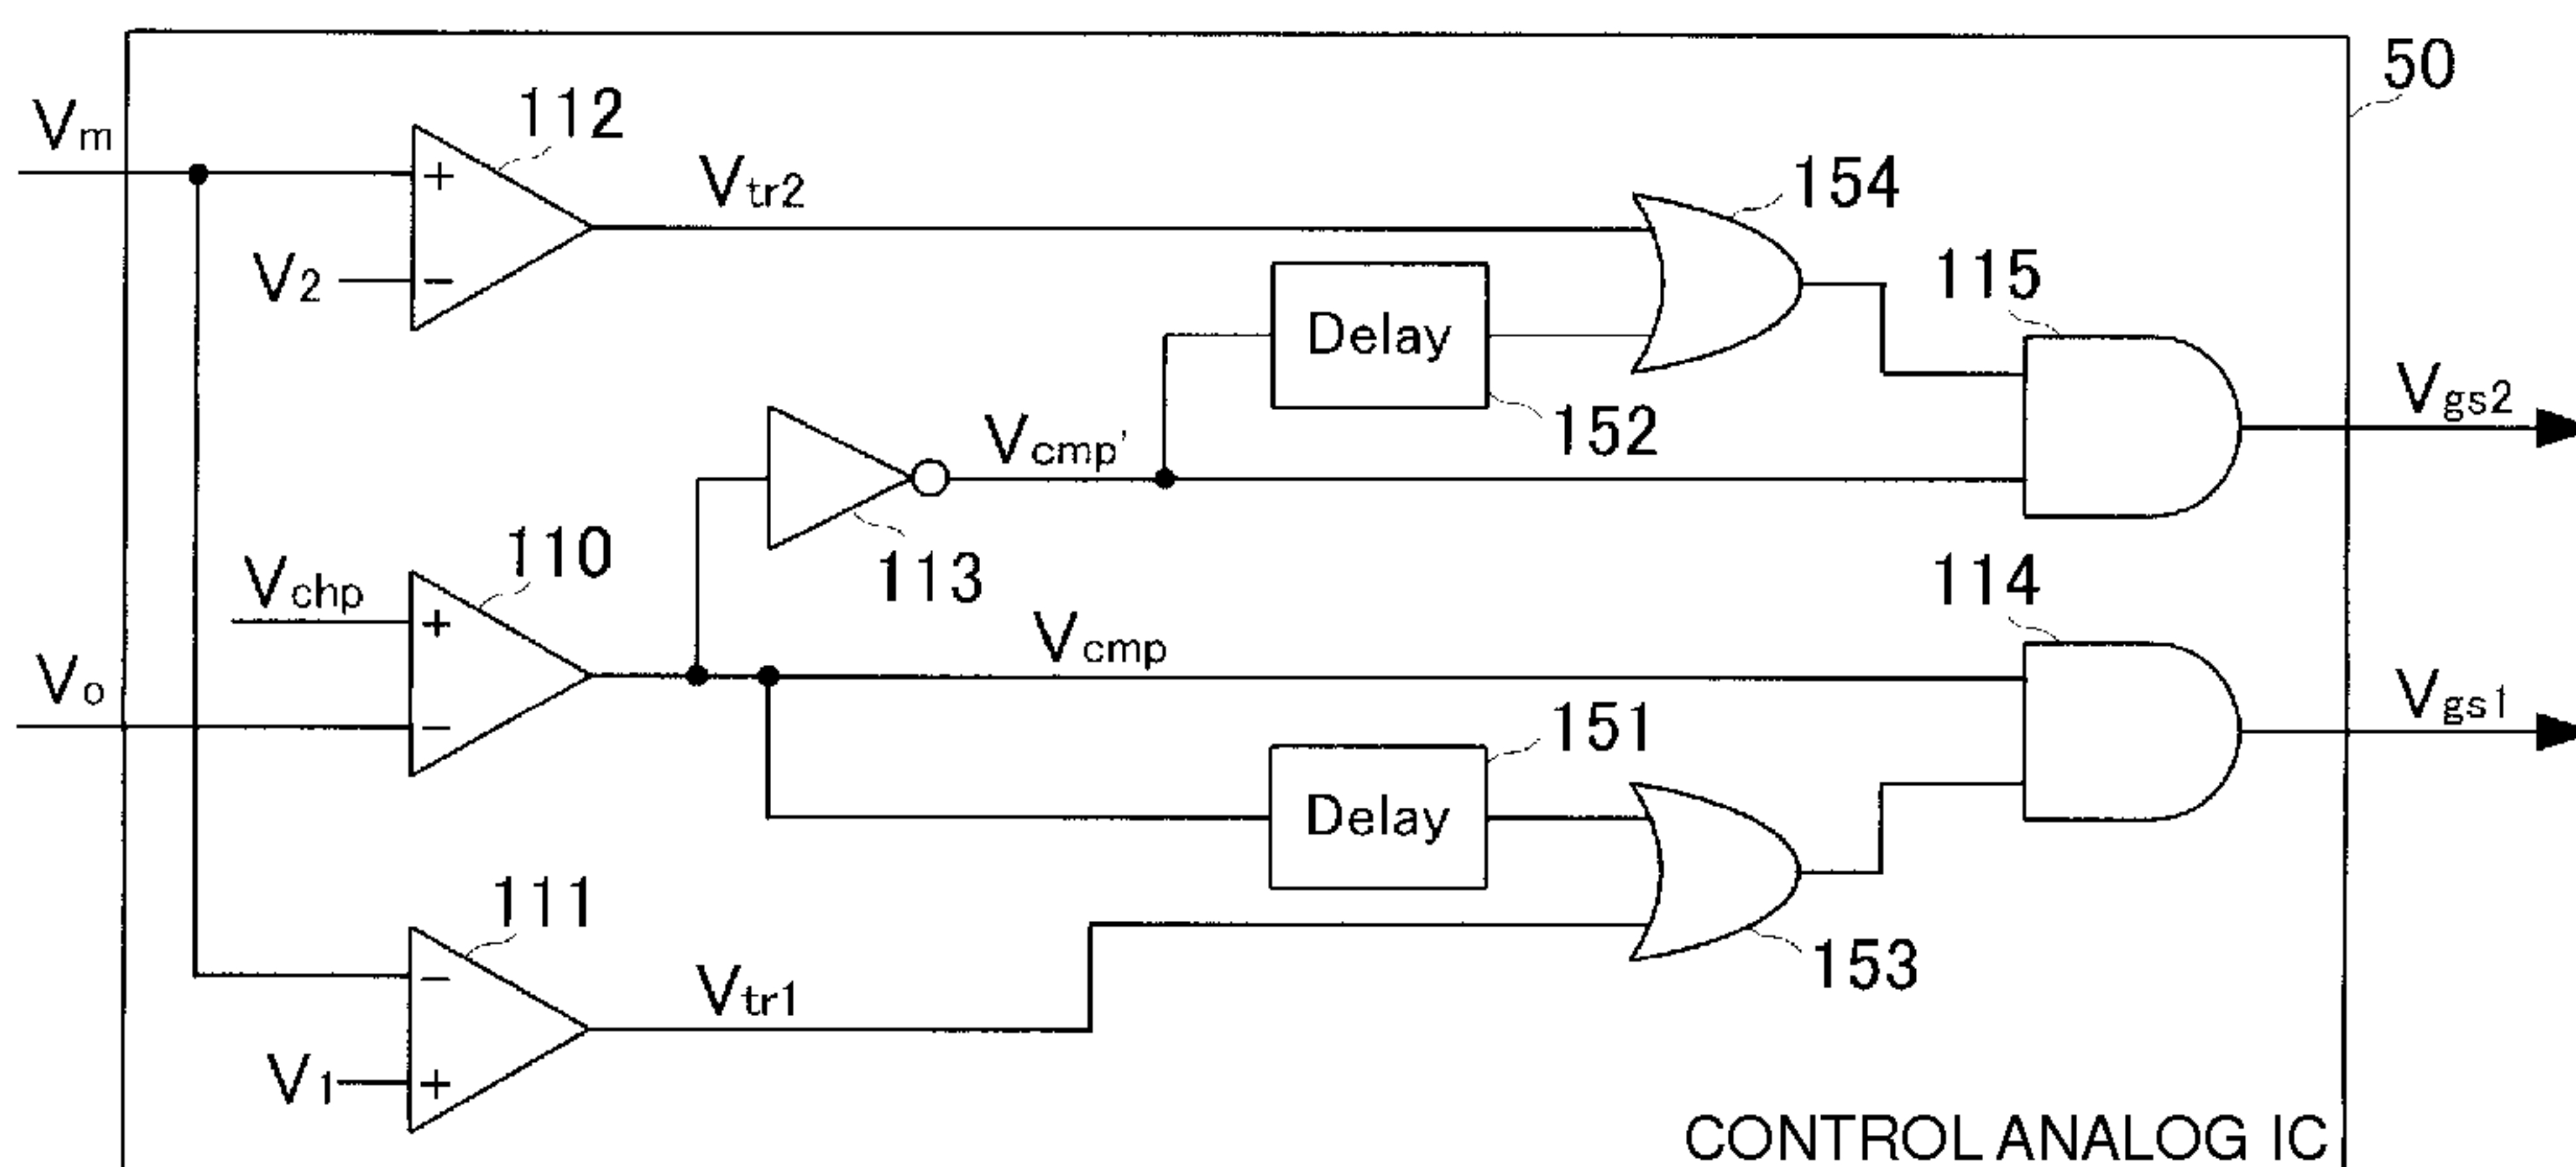 50
Vm
112
Vtr2
154
+
V2
−
115
Delay
Vgs2
152
Vcmp'
110
113
Vchp
+
114
Vcmp
Vo
−
151
Vgs1
Delay
111
−
Vtr1
153
V1
+
CONTROL ANALOG IC